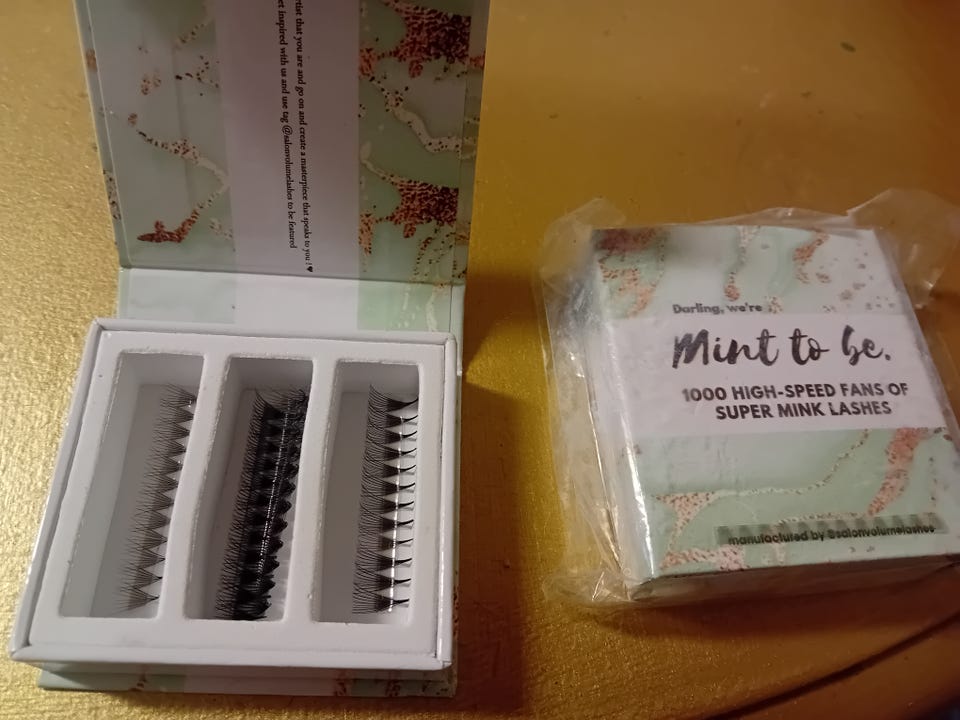 rtist that you are and go on and create a masterpiece that speaks to you ! ♥
et inspired with us and use tag @salonvolumelashes to be featured
Darling, we're
Mint to be.
1000 HIGH-SPEED FANS OF
SUPER MINK LASHES
manufactured by @salonvolumelashes